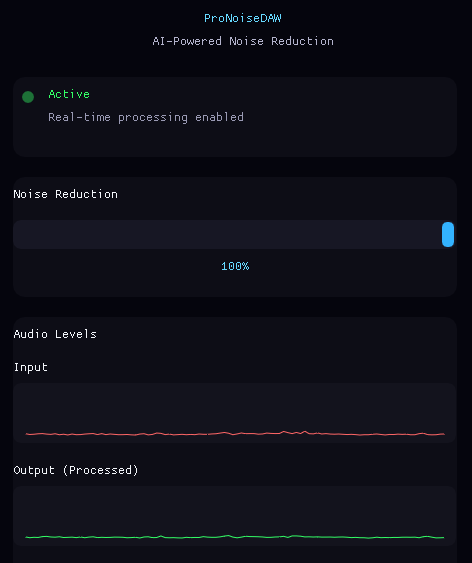 ProNoiseDAW
AI-Powered Noise Reduction
Active
Real-time processing enabled
Noise Reduction
100%
Audio Levels
Input
Output (Processed)